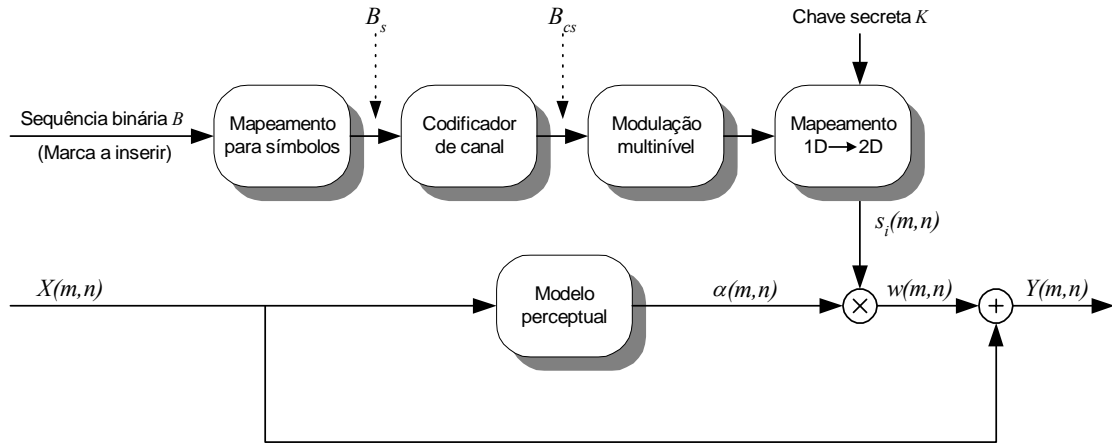 B_s
B_cs
Chave secreta K
Sequência binária B
(Marca a inserir)
Mapeamento
para símbolos
Codificador
de canal
Modulação
multinível
Mapeamento
1D→2D
s_i(m,n)
X(m,n)
Modelo
perceptual
α(m,n)
×
w(m,n)
+
Y(m,n)